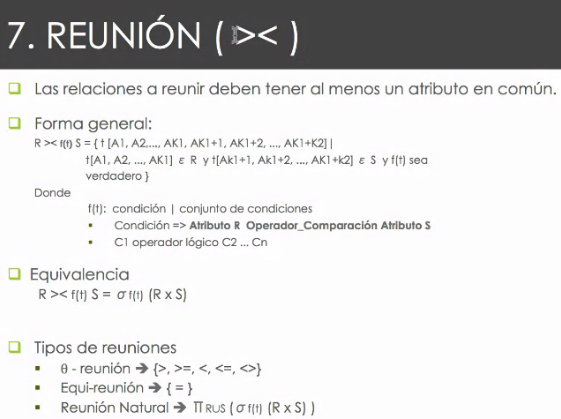 7. REUNIÓN ( >< )
Las relaciones a reunir deben tener al menos un atributo en común.
Forma general:
R >< f(t) S = { t [A1, A2,..., AK1, AK1+1, AK1+2, ..., AK1+K2] |
t[A1, A2, ..., AK1] ε R y t[Ak1+1, Ak1+2, ..., AK1+k2] ε S y f(t) sea
verdadero }
Donde
f(t): condición | conjunto de condiciones
Condición => Atributo R Operador_Comparación Atributo S
C1 operador lógico C2 ... Cn
Equivalencia
R >< f(t) S = σ f(t) (R x S)
Tipos de reuniones
θ - reunión ➔ {>, >=, <, <=, <>}
Equi-reunión ➔ { = }
Reunión Natural ➔ ∏ RUS ( σ f(t) (R x S) )